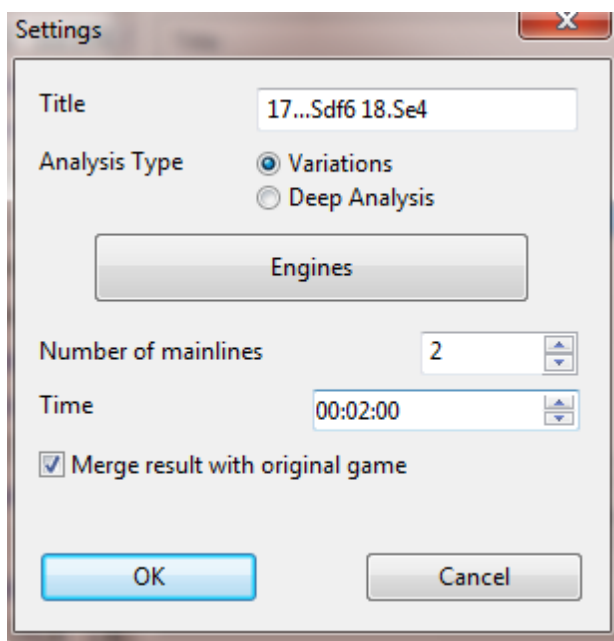 Settings
Title 17...Sdf6 18.Se4
Analysis Type Variations
Deep Analysis
Engines
Number of mainlines 2
Time 00:02:00
Merge result with original game
OK Cancel